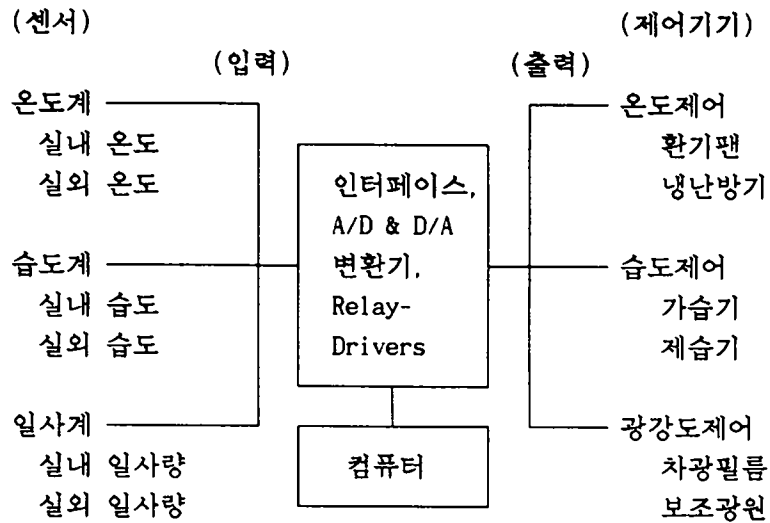 (센서)
(제어기기)
(입력)
(출력)
온도계
실내 온도
실외 온도
습도계
실내 습도
실외 습도
일사계
실내 일사량
실외 일사량
인터페이스,
A/D & D/A
변환기,
Relay-
Drivers
컴퓨터
온도제어
환기팬
냉난방기
습도제어
가습기
제습기
광강도제어
차광필름
보조광원